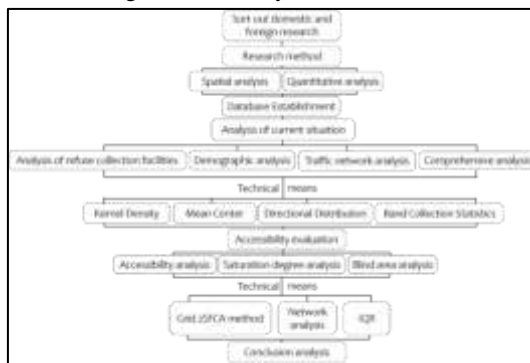 Sort out domestic and
foreign research
Research method
Spatial analysis Quantitative analysis
Database Establishment
Analysis of current situation
Analysis of refuse collection facilities Demographic analysis Traffic network analysis Comprehensive analysis
Technical means
Kernel Density Mean Center Directional Distribution Band Collection Statistics
Accessibility evaluation
Accessibility analysis Saturation degree analysis Blind area analysis
Technical means
Grid 2SFCA method Network
analysis IQR
Conclusion analysis